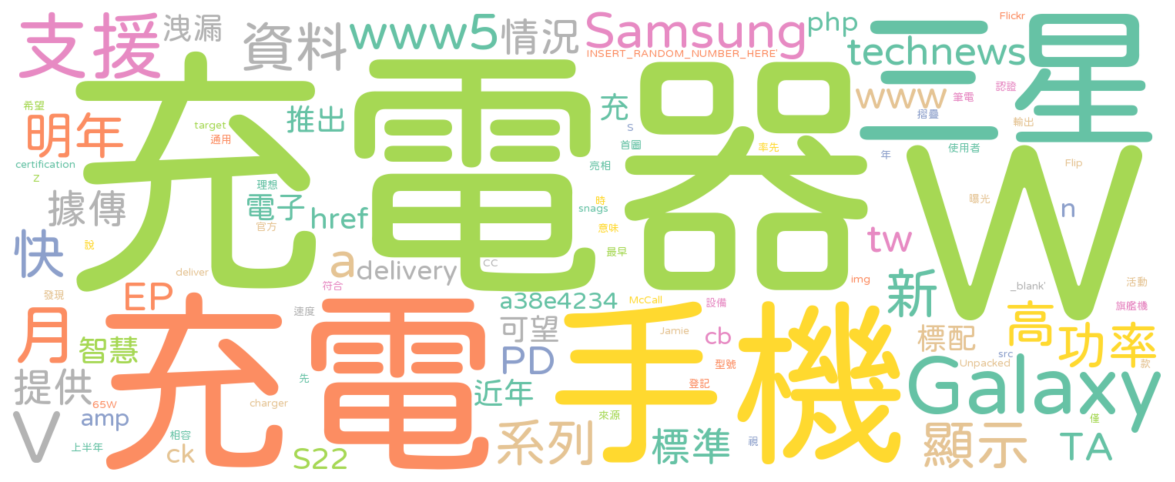 支援
洩漏
資料
www5
情況
Samsung
php
Flickr
INSERT_RANDOM_NUMBER_HERE'
technews
三星
希望
明年
充電器
W
推出
充
www
筆電
認證
摺疊
輸出
target
通用
s
首圖
率先
年
使用者
certification
z
理想
亮相
Flip
據傳
電子
官方
href
snags
時
意味
曝光
n
快
說
a
delivery
cc
最早
tw
deliver
符合
img
新
_blank'
活動
發現
EP
速度
a38e4234
McCall
設備
旗艦機
月
充電
可望
手機
Jamie
cb
標配
高
功率
智慧
PD
型號
src
Unpacked
款
提供
先
近年
登記
Galaxy
V
65W
amp
charger
來源
僅
上半年
相容
ck
S22
系列
標準
視
顯示
TA